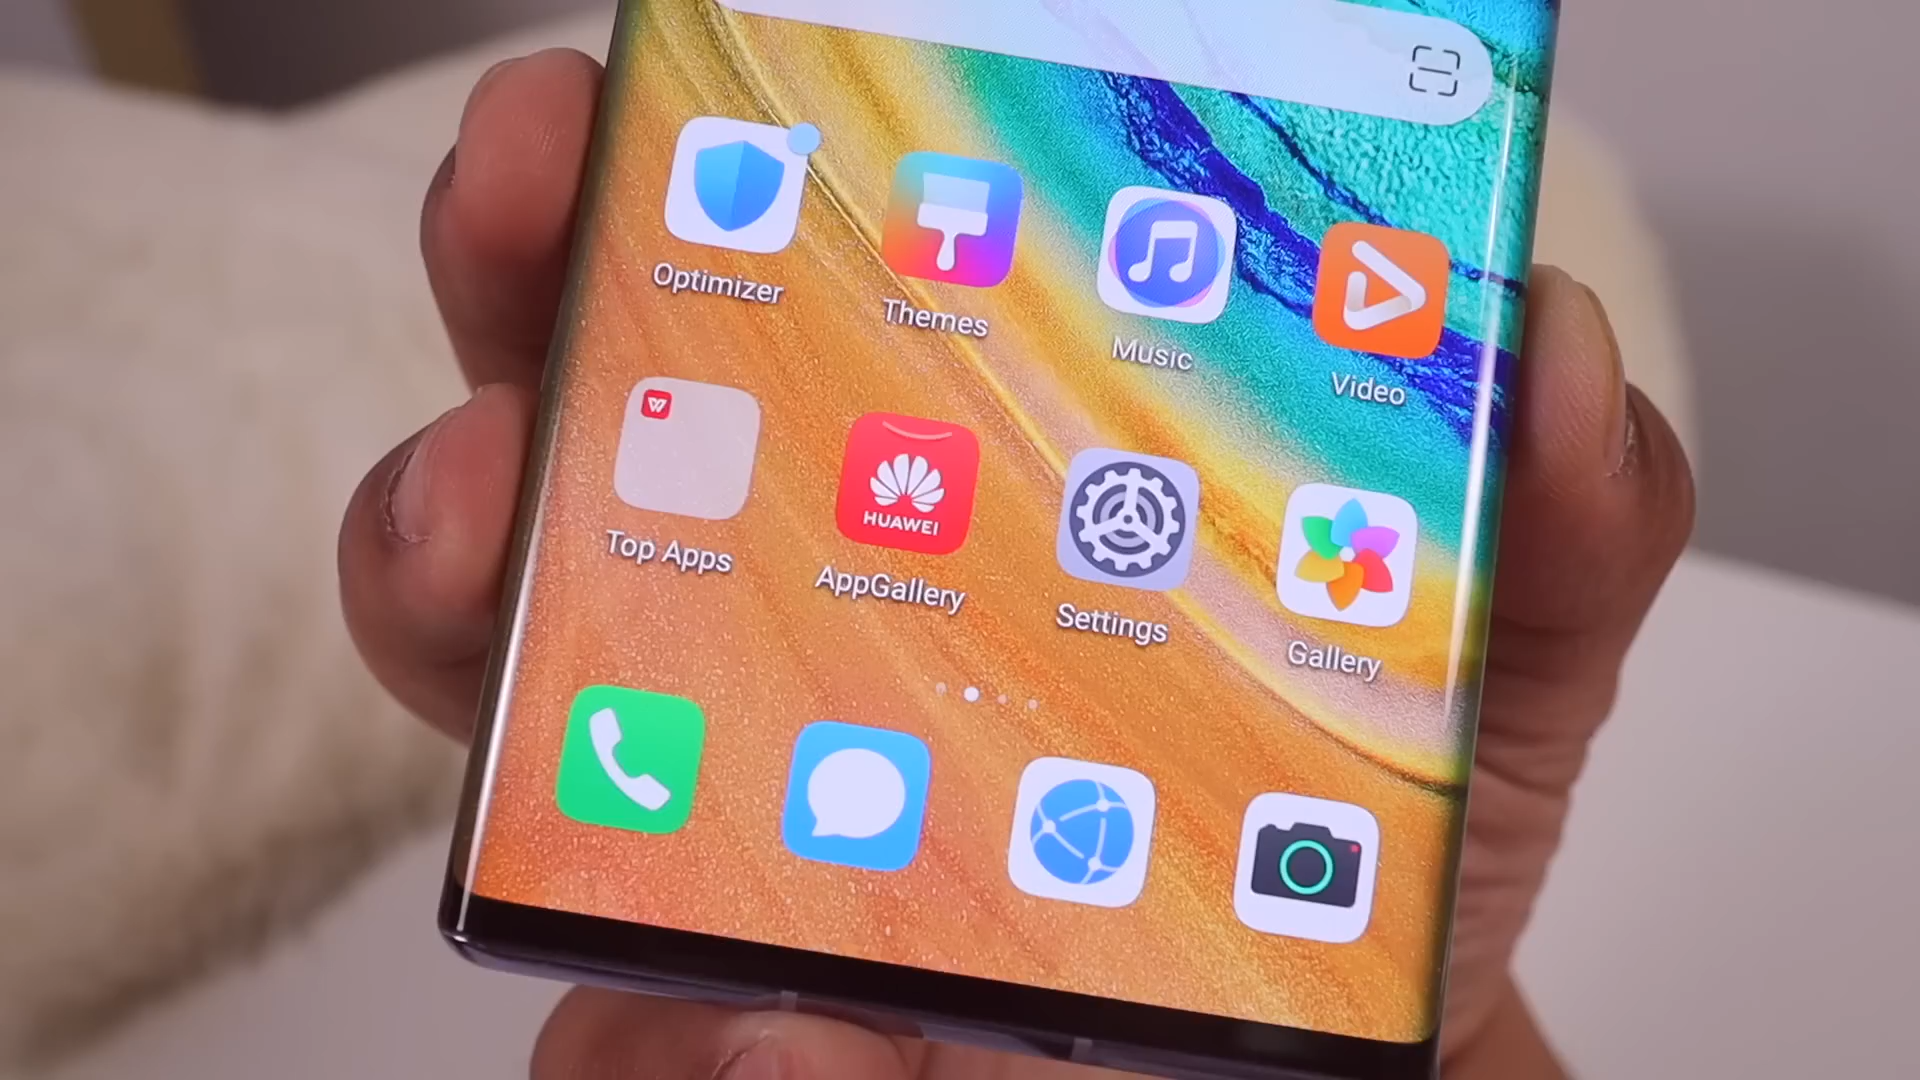 Optimizer
Themes
Music
Video
Top Apps
HUAWEI
AppGallery
Settings
Gallery